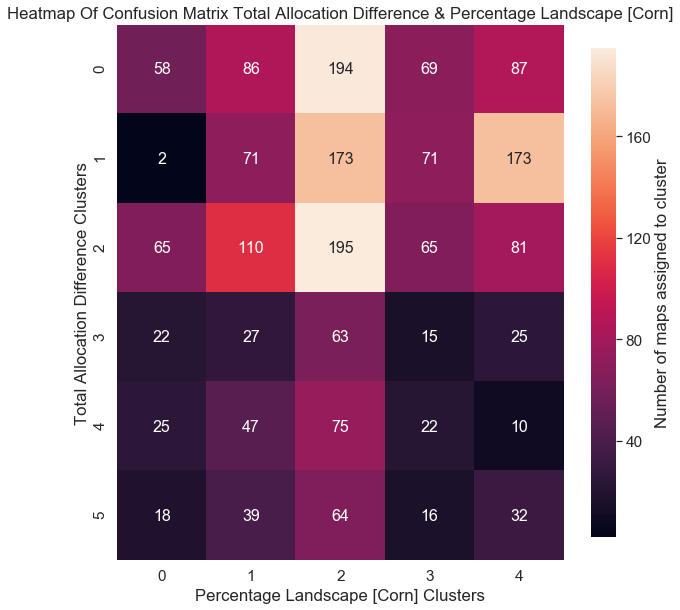 Heatmap Of Confusion Matrix Total Allocation Difference & Percentage Landscape [Corn]
Total Allocation Difference Clusters
0 58 86 194 69 87
1 2 71 173 71 173
2 65 110 195 65 81
3 22 27 63 15 25
4 25 47 75 22 10
5 18 39 64 16 32
0 1 2 3 4
Percentage Landscape [Corn] Clusters
160
120
80
40
Number of maps assigned to cluster